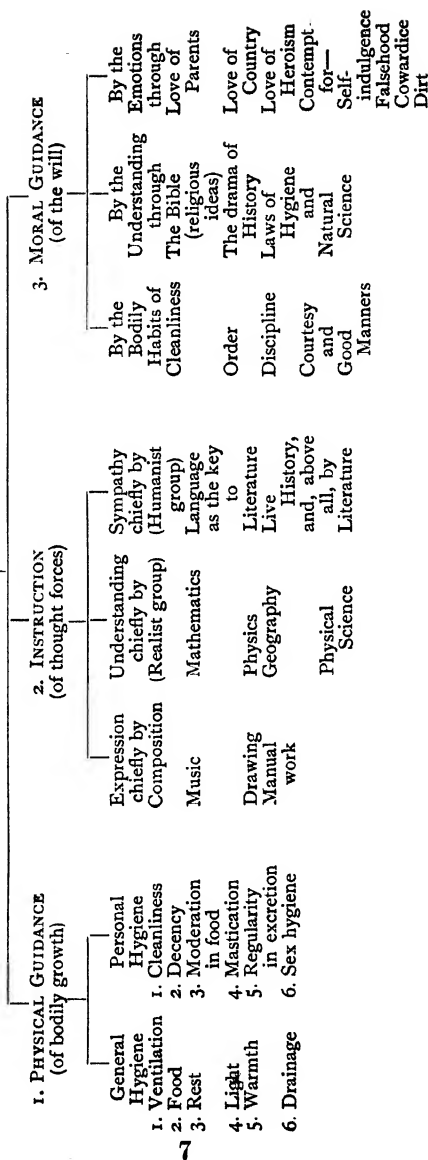 1. PHYSICAL GUIDANCE
(of bodily growth)
General
Hygiene
1. Ventilation
2. Food
3. Rest
4. Light
5. Warmth
6. Drainage
Personal
Hygiene
1. Cleanliness
2. Decency
3. Moderation
in food
4. Mastication
5. Regularity
in excretion
6. Sex hygiene
2. INSTRUCTION
(of thought forces)
Expression
chiefly by
Composition
Music
Drawing
Manual
work
Understanding
chiefly by
(Realist group)
Mathematics
Physics
Geography
Physical
Science
Sympathy
chiefly by
(Humanist
group)
Language
as the key
to
Literature
Live
History,
and, above
all, by
Literature
3. MORAL GUIDANCE
(of the will)
By the
Bodily
Habits of
Cleanliness
Order
Discipline
Courtesy
and
Good
Manners
By the
Understanding
through
The Bible
(religious
ideas)
The drama of
History
Laws of
Hygiene
and
Natural
Science
By the
Emotions
through
Love of
Parents
Love of
Country
Love of
Heroism
Contempt
for—
Self-
indulgence
Falsehood
Cowardice
Dirt
7